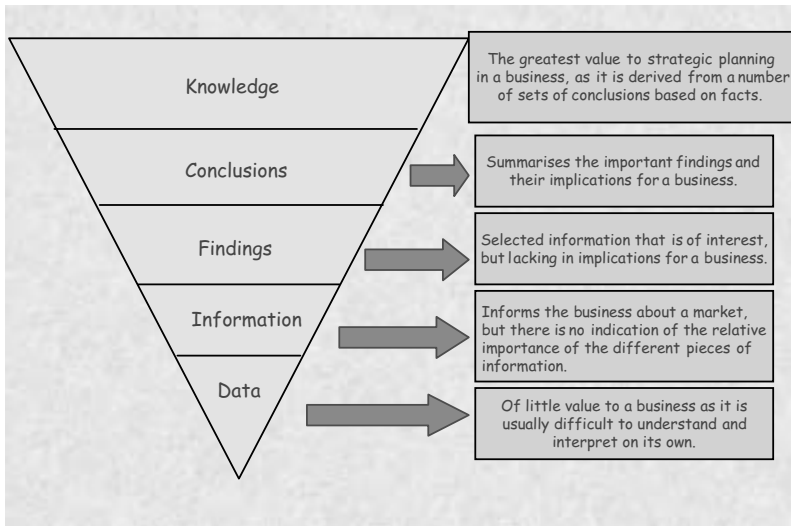 Knowledge
The greatest value to strategic planning
in a business, as it is derived from a number
of sets of conclusions based on facts.
Conclusions
Summarises the important findings and
their implications for a business.
Findings
Selected information that is of interest,
but lacking in implications for a business.
Information
Informs the business about a market,
but there is no indication of the relative
importance of the different pieces of
information.
Data
Of little value to a business as it is
usually difficult to understand and
interpret on its own.